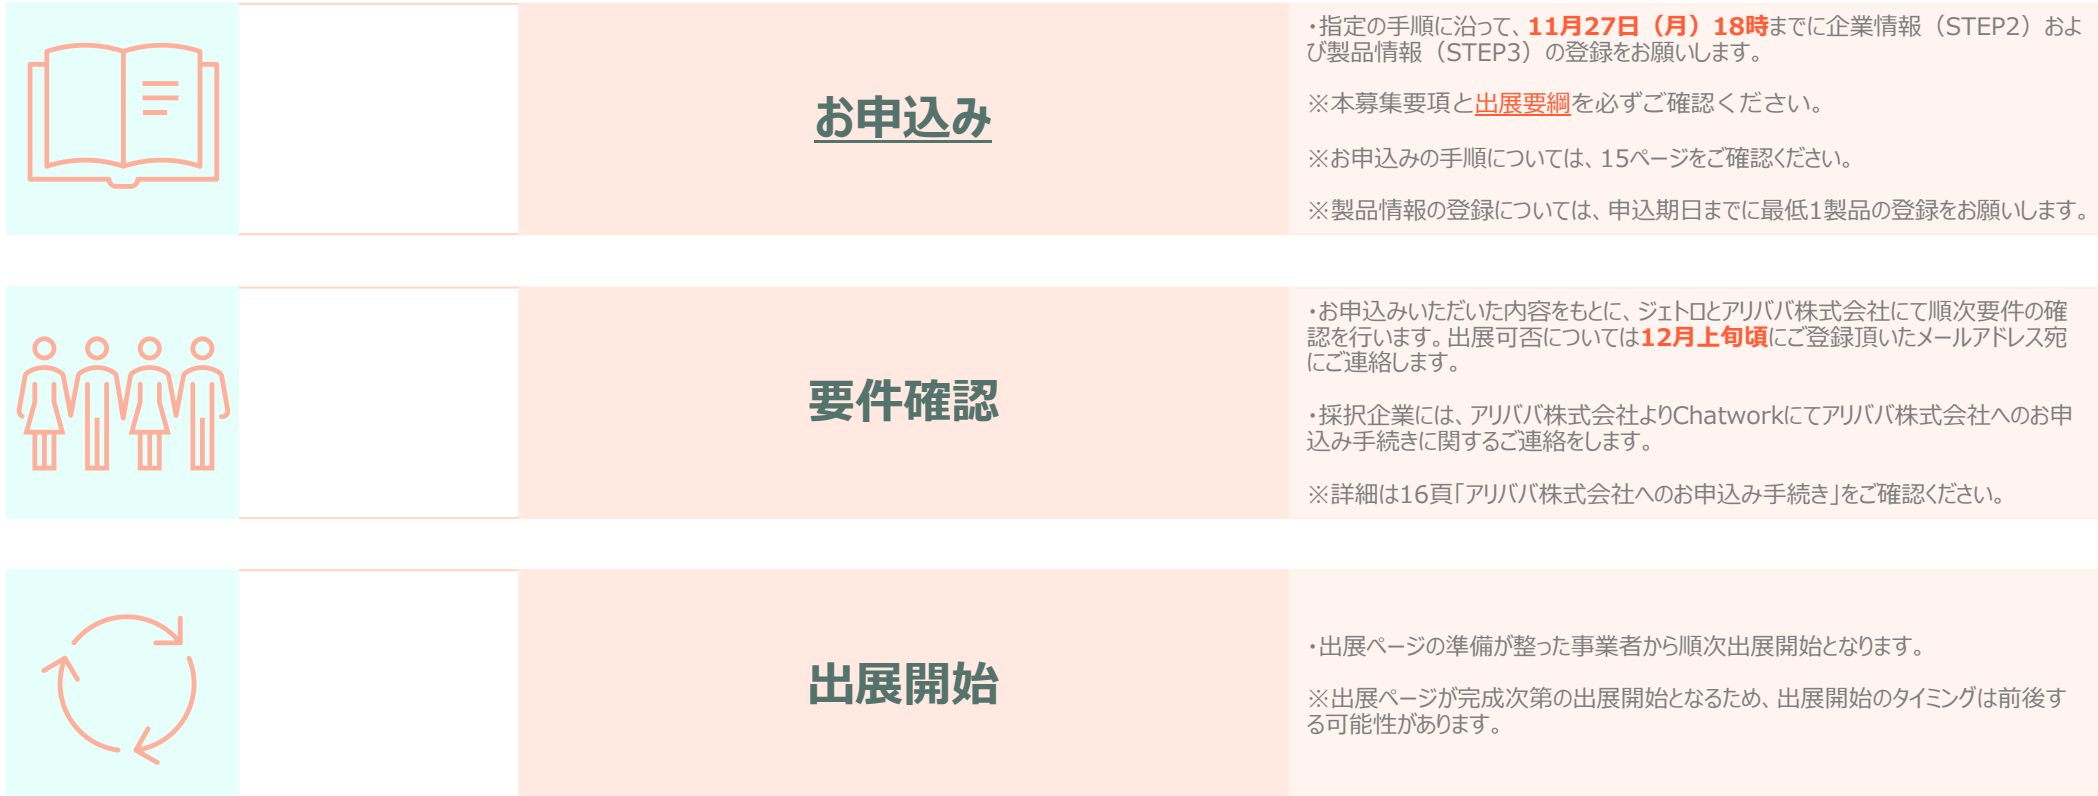 お申込み
・指定の手順に沿って、11月27日（月）18時までに企業情報（STEP2）およ
び製品情報（STEP3）の登録をお願いします。
※本募集要項と出展要綱を必ずご確認ください。
※お申込みの手順については、15ページをご確認ください。
※製品情報の登録については、申込期日までに最低1製品の登録をお願いします。
要件確認
・お申込みいただいた内容をもとに、ジェトロとアリババ株式会社にて順次要件の確
認を行います。出展可否については12月上旬頃にご登録頂いたメールアドレス宛
にご連絡します。
・採択企業には、アリババ株式会社よりChatworkにてアリババ株式会社へのお申
込み手続きに関するご連絡をします。
※詳細は16頁「アリババ株式会社へのお申込み手続き」をご確認ください。
出展開始
・出展ページの準備が整った事業者から順次出展開始となります。
※出展ページが完成次第の出展開始となるため、出展開始のタイミングは前後す
る可能性があります。